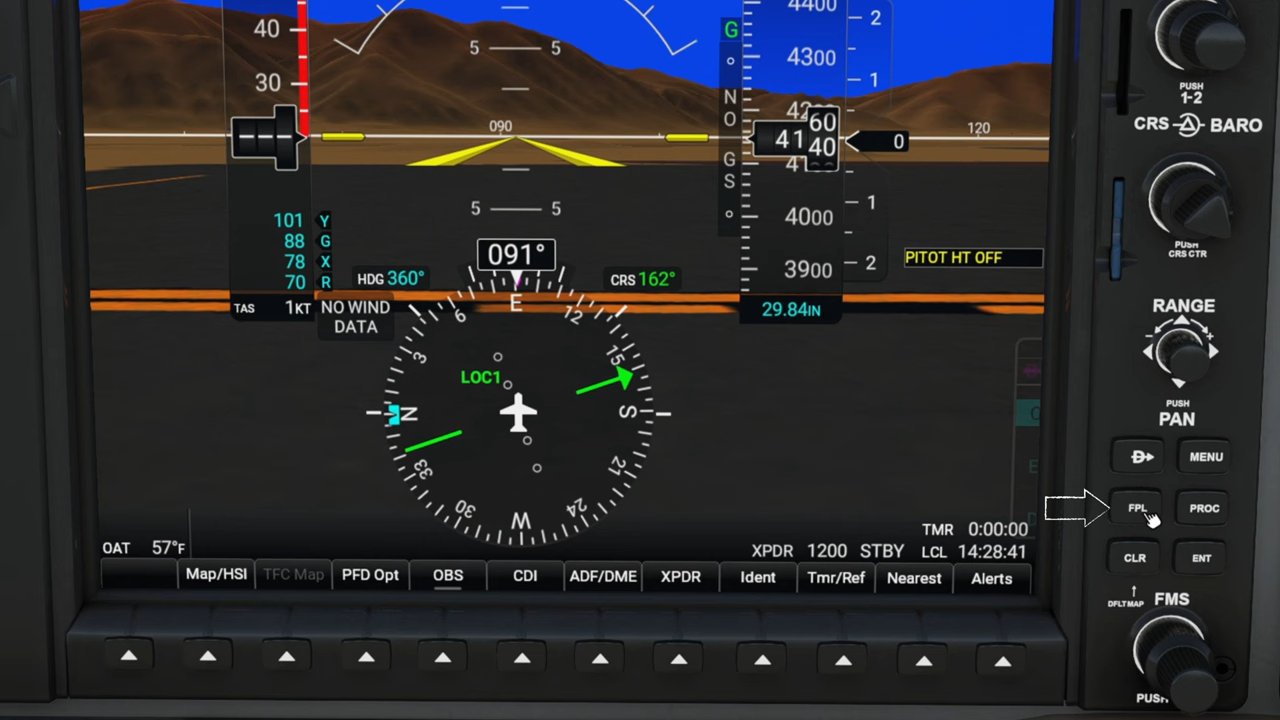 4400
2
40
G
5 5
4300
30
1
N
O
42
60
090
120
41
40
0
G
S
41
1
5 5
4000
101 Y
88 G
78 X
70 R
091°
PITOT HT OFF
2
3900
HDG 360°
CRS 162°
TAS 1KT
NO WIND
DATA
29.84IN
E
6
12
3
15
LOC1
N
S
33
21
30
24
W
OAT 57°F
TMR 0:00:00
XPDR 1200 STBY LCL 14:28:41
Map/HSI TFC Map PFD Opt OBS CDI ADF/DME XPDR Ident Tmr/Ref Nearest Alerts
PUSH
1-2
CRS BARO
PUSH
CRS CTR
RANGE
- +
PUSH
PAN
D MENU
FPL PROC
CLR ENT
DFLT MAP FMS
PUSH